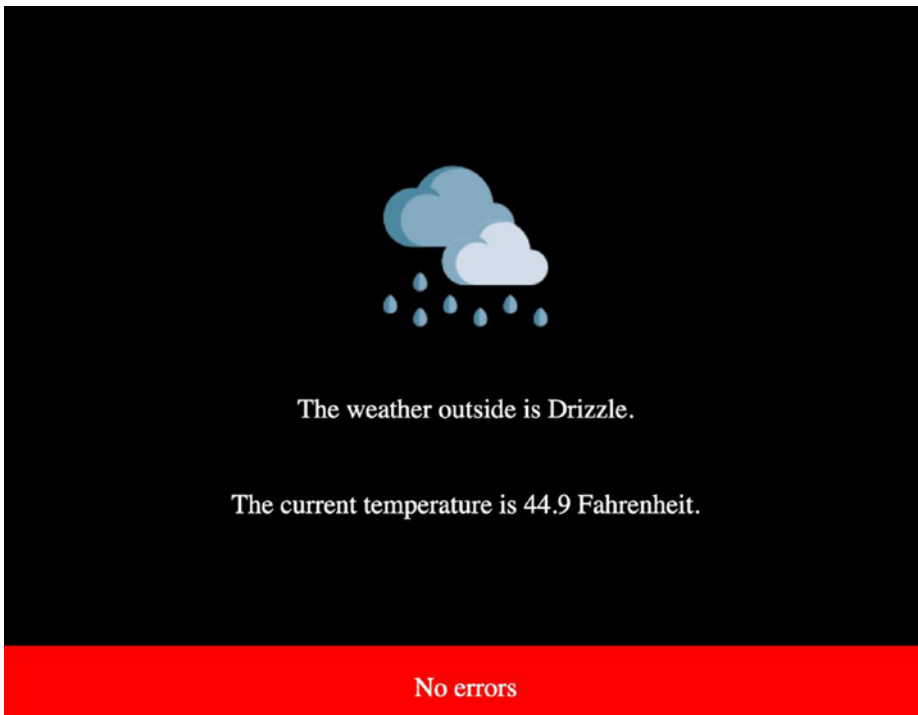 The weather outside is Drizzle.
The current temperature is 44.9 Fahrenheit.
No errors